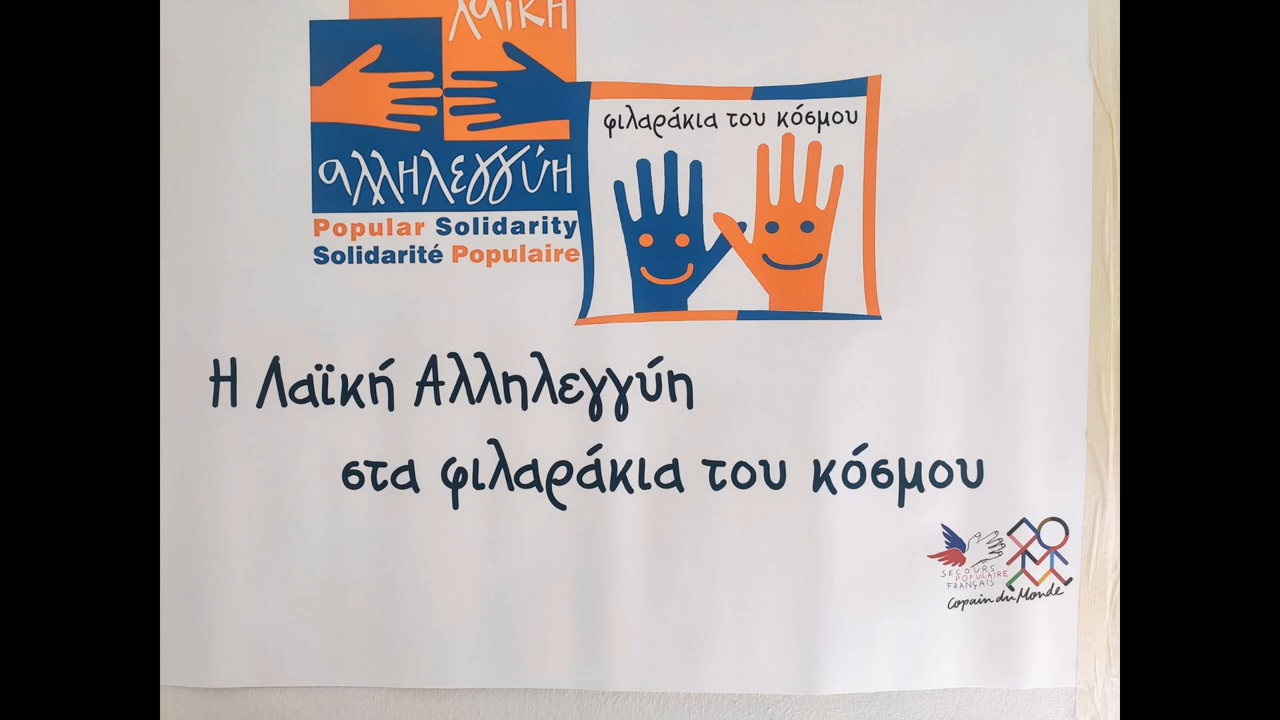 λαϊκή
φιλαράκια του κόσμου
αλληλεγγύη
Popular Solidarity
Solidarité Populaire
Η Λαϊκή Αλληλεγγύη
στα φιλαράκια του κόσμου
SECOURS
POPULAIRE
FRANÇAIS
Copain du Monde